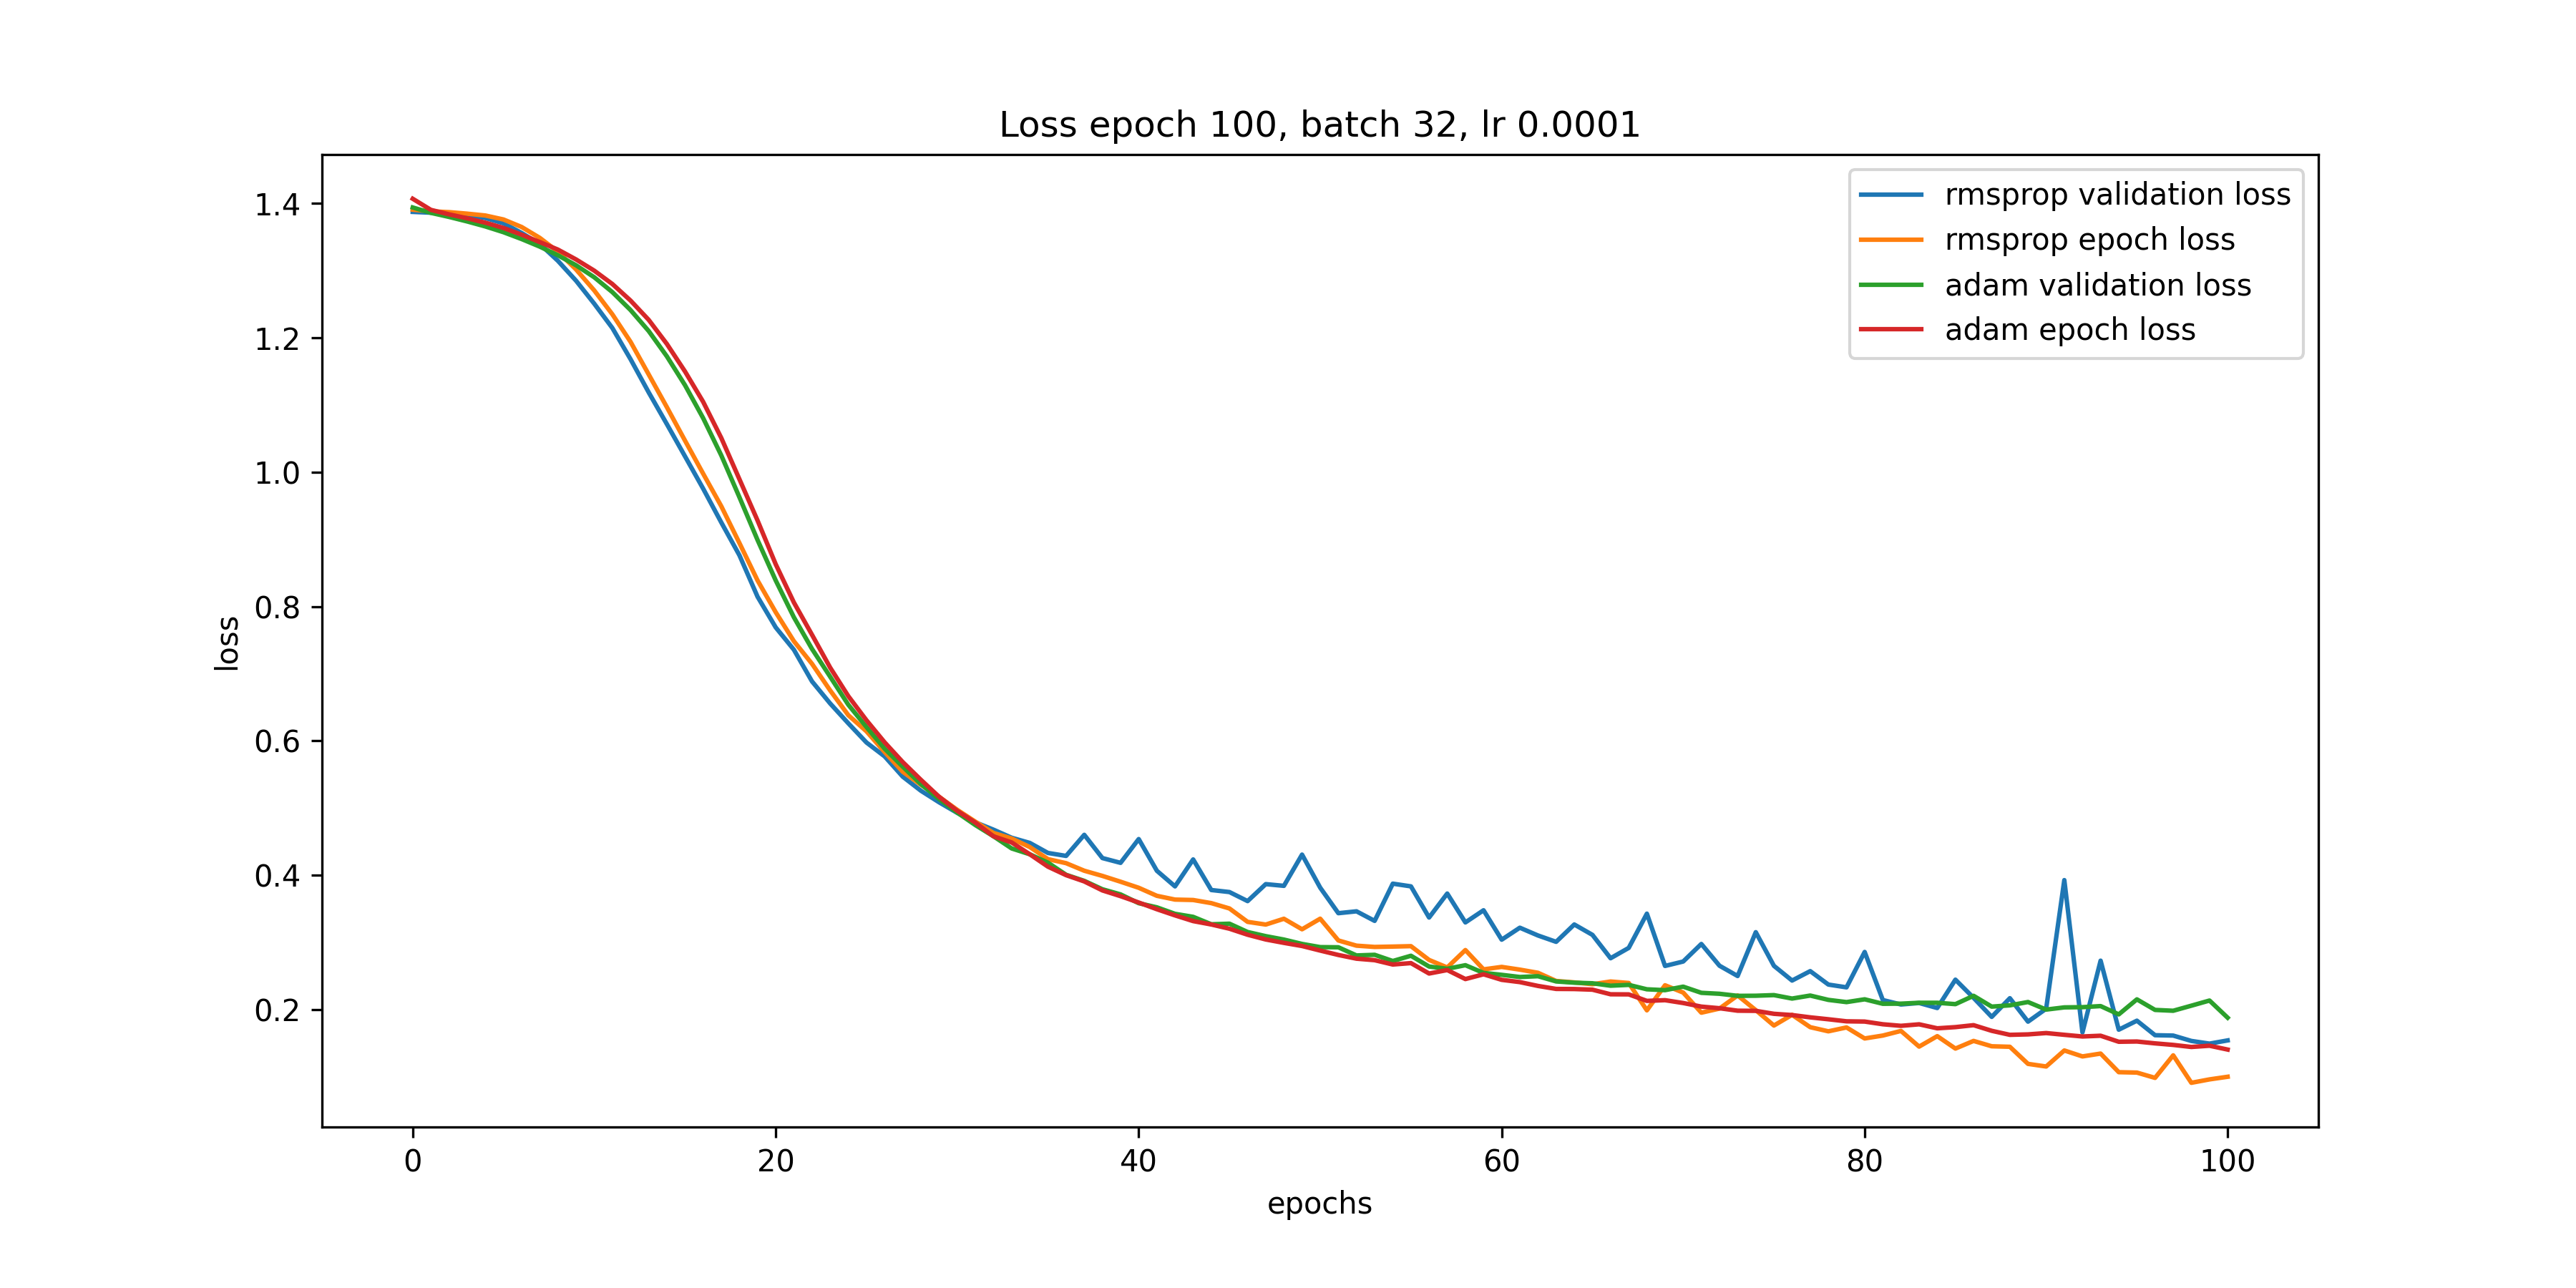 Loss epoch 100, batch 32, lr 0.0001
rmsprop validation loss
rmsprop epoch loss
adam validation loss
adam epoch loss
loss
1.4
1.2
1.0
0.8
0.6
0.4
0.2
0 20 40 60 80 100
epochs